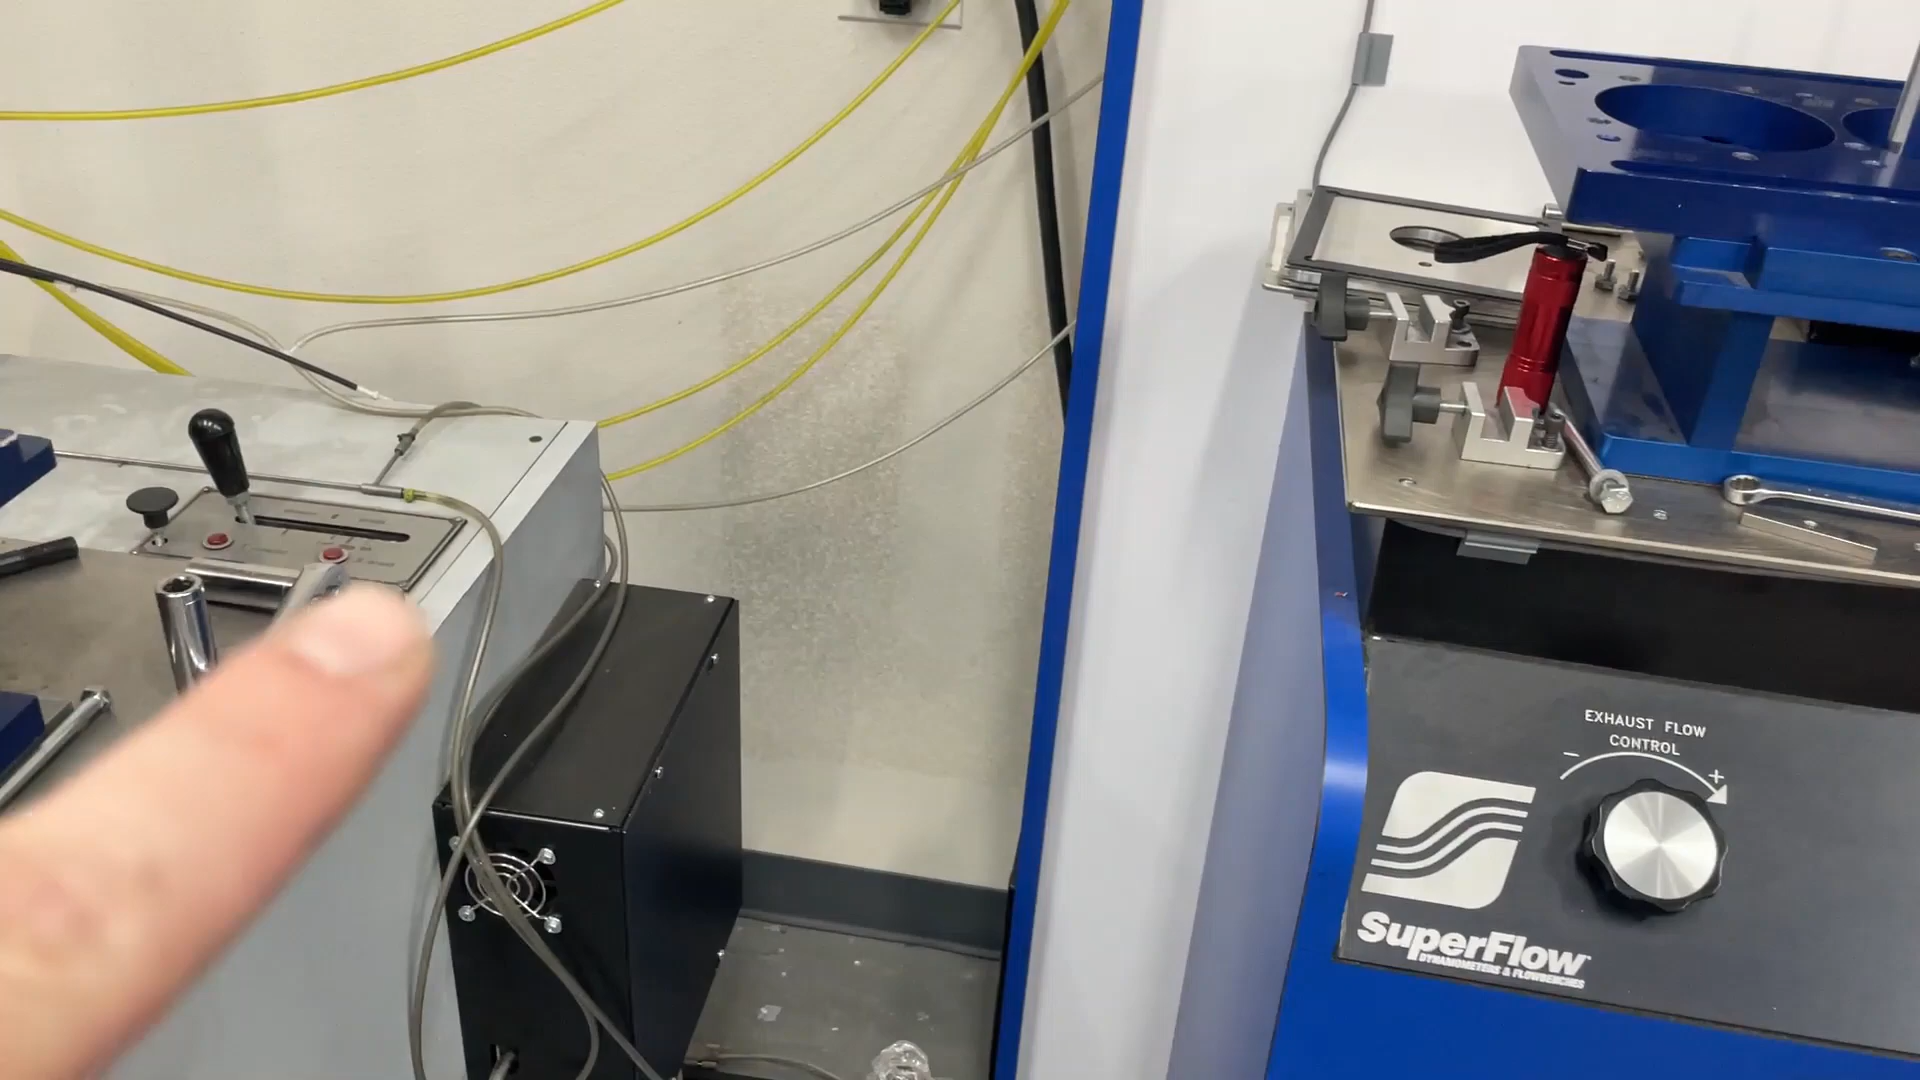 EXHAUST FLOW
CONTROL
− +
SuperFlow
DYNAMOMETERS & FLOWBENCHES